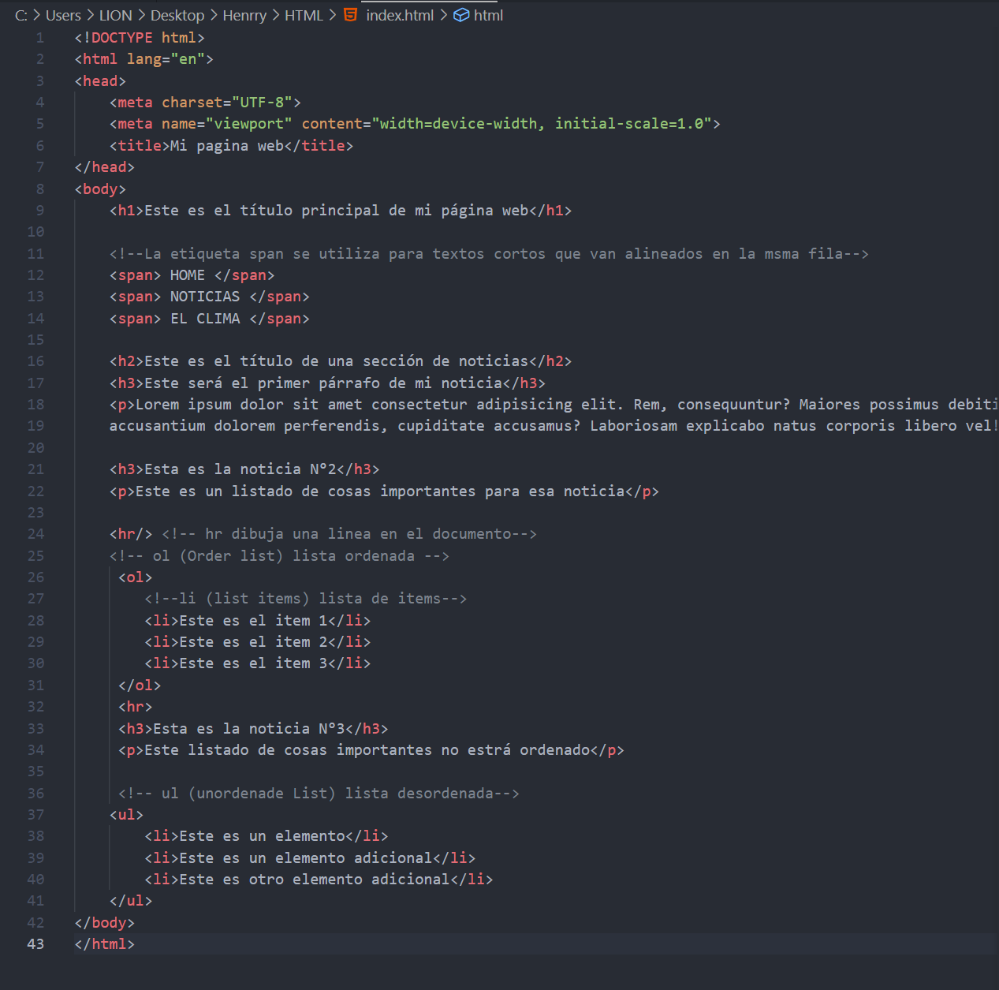 C: > Users > LION > Desktop > Henrry > HTML > index.html > html
1 <!DOCTYPE html>
2 <html lang="en">
3 <head>
4 <meta charset="UTF-8">
5 <meta name="viewport" content="width=device-width, initial-scale=1.0">
6 <title>Mi pagina web</title>
7 </head>
8 <body>
9 <h1>Este es el título principal de mi página web</h1>
10
11 <!--La etiqueta span se utiliza para textos cortos que van alineados en la msma fila-->
12 <span> HOME </span>
13 <span> NOTICIAS </span>
14 <span> EL CLIMA </span>
15
16 <h2>Este es el título de una sección de noticias</h2>
17 <h3>Este será el primer párrafo de mi noticia</h3>
18 <p>Lorem ipsum dolor sit amet consectetur adipisicing elit. Rem, consequuntur? Maiores possimus debiti
19 accusantium dolorem perferendis, cupiditate accusamus? Laboriosam explicabo natus corporis libero vel!
20
21 <h3>Esta es la noticia N°2</h3>
22 <p>Este es un listado de cosas importantes para esa noticia</p>
23
24 <hr/> <!-- hr dibuja una linea en el documento-->
25 <!-- ol (Order list) lista ordenada -->
26 <ol>
27 <!--li (list items) lista de items-->
28 <li>Este es el item 1</li>
29 <li>Este es el item 2</li>
30 <li>Este es el item 3</li>
31 </ol>
32 <hr>
33 <h3>Esta es la noticia N°3</h3>
34 <p>Este listado de cosas importantes no estrá ordenado</p>
35
36 <!-- ul (unordenade List) lista desordenada-->
37 <ul>
38 <li>Este es un elemento</li>
39 <li>Este es un elemento adicional</li>
40 <li>Este es otro elemento adicional</li>
41 </ul>
42 </body>
43 </html>